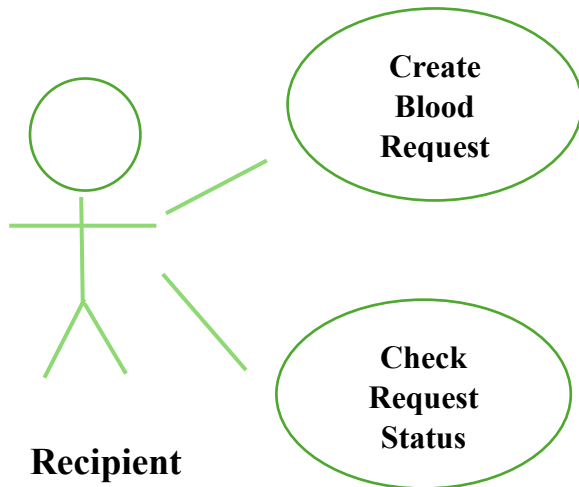 Create
Blood
Request
Check
Request
Status
Recipient